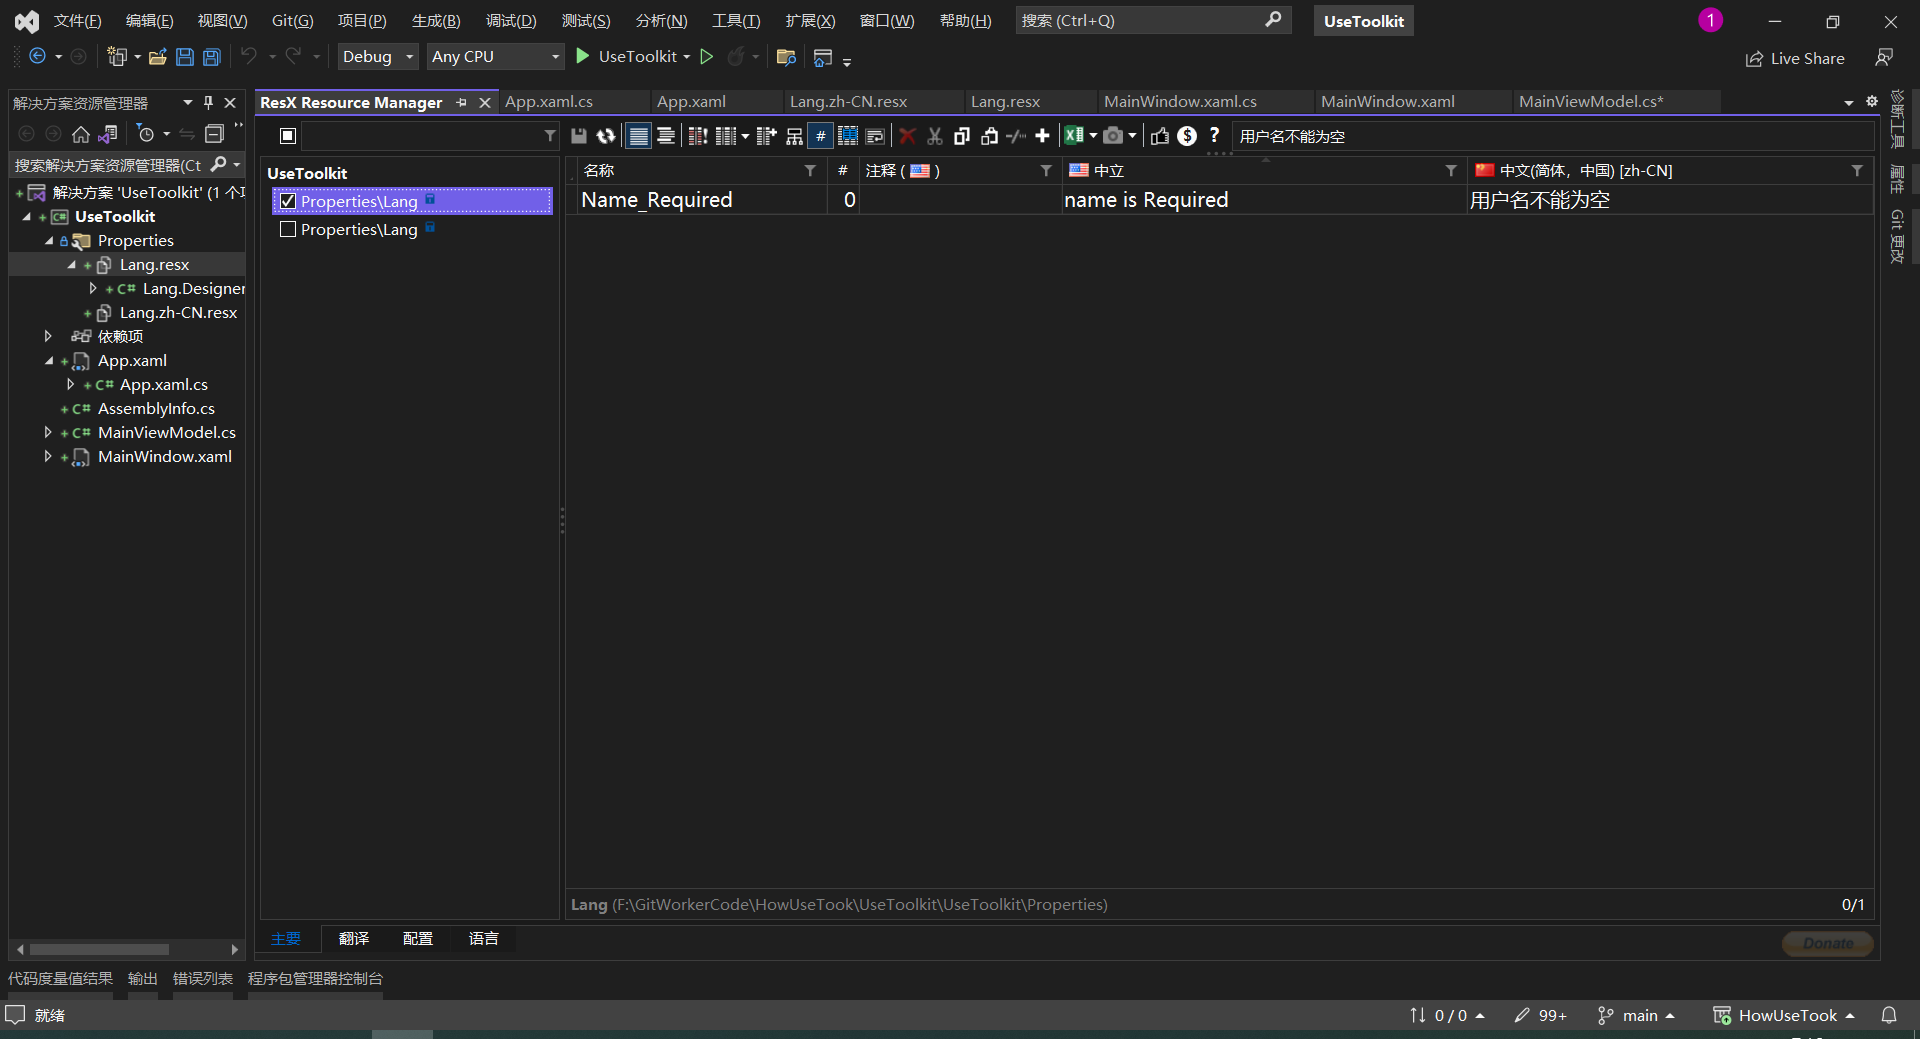 文件(F) 编辑(E) 视图(V) Git(G) 项目(P) 生成(B) 调试(D) 测试(S) 分析(N) 工具(T) 扩展(X) 窗口(W) 帮助(H) 搜索 (Ctrl+Q) UseToolkit 1
Debug Any CPU UseToolkit Live Share
解决方案资源管理器
搜索解决方案资源管理器(Ct
解决方案 'UseToolkit' (1 个项
UseToolkit
Properties
Lang.resx
Lang.Designer
Lang.zh-CN.resx
依赖项
App.xaml
App.xaml.cs
AssemblyInfo.cs
MainViewModel.cs
MainWindow.xaml
ResX Resource Manager App.xaml.cs App.xaml Lang.zh-CN.resx Lang.resx MainWindow.xaml.cs MainWindow.xaml MainViewModel.cs*
# $ ? 用户名不能为空
UseToolkit
Properties\Lang
Properties\Lang
名称 # 注释 ( ) 中立 中文(简体，中国) [zh-CN]
Name_Required 0 name is Required 用户名不能为空
Lang (F:\GitWorkerCode\HowUseTook\UseToolkit\UseToolkit\Properties) 0/1
主要 翻译 配置 语言 Donate
诊断工具
属性
Git 更改
代码度量值结果 输出 错误列表 程序包管理器控制台
就绪 0 / 0 99+ main HowUseTook